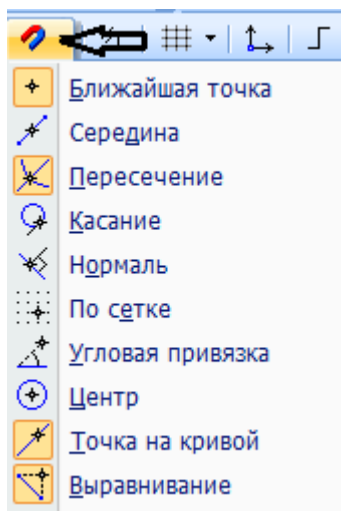 Ближайшая точка
Середина
Пересечение
Касание
Нормаль
По сетке
Угловая привязка
Центр
Точка на кривой
Выравнивание